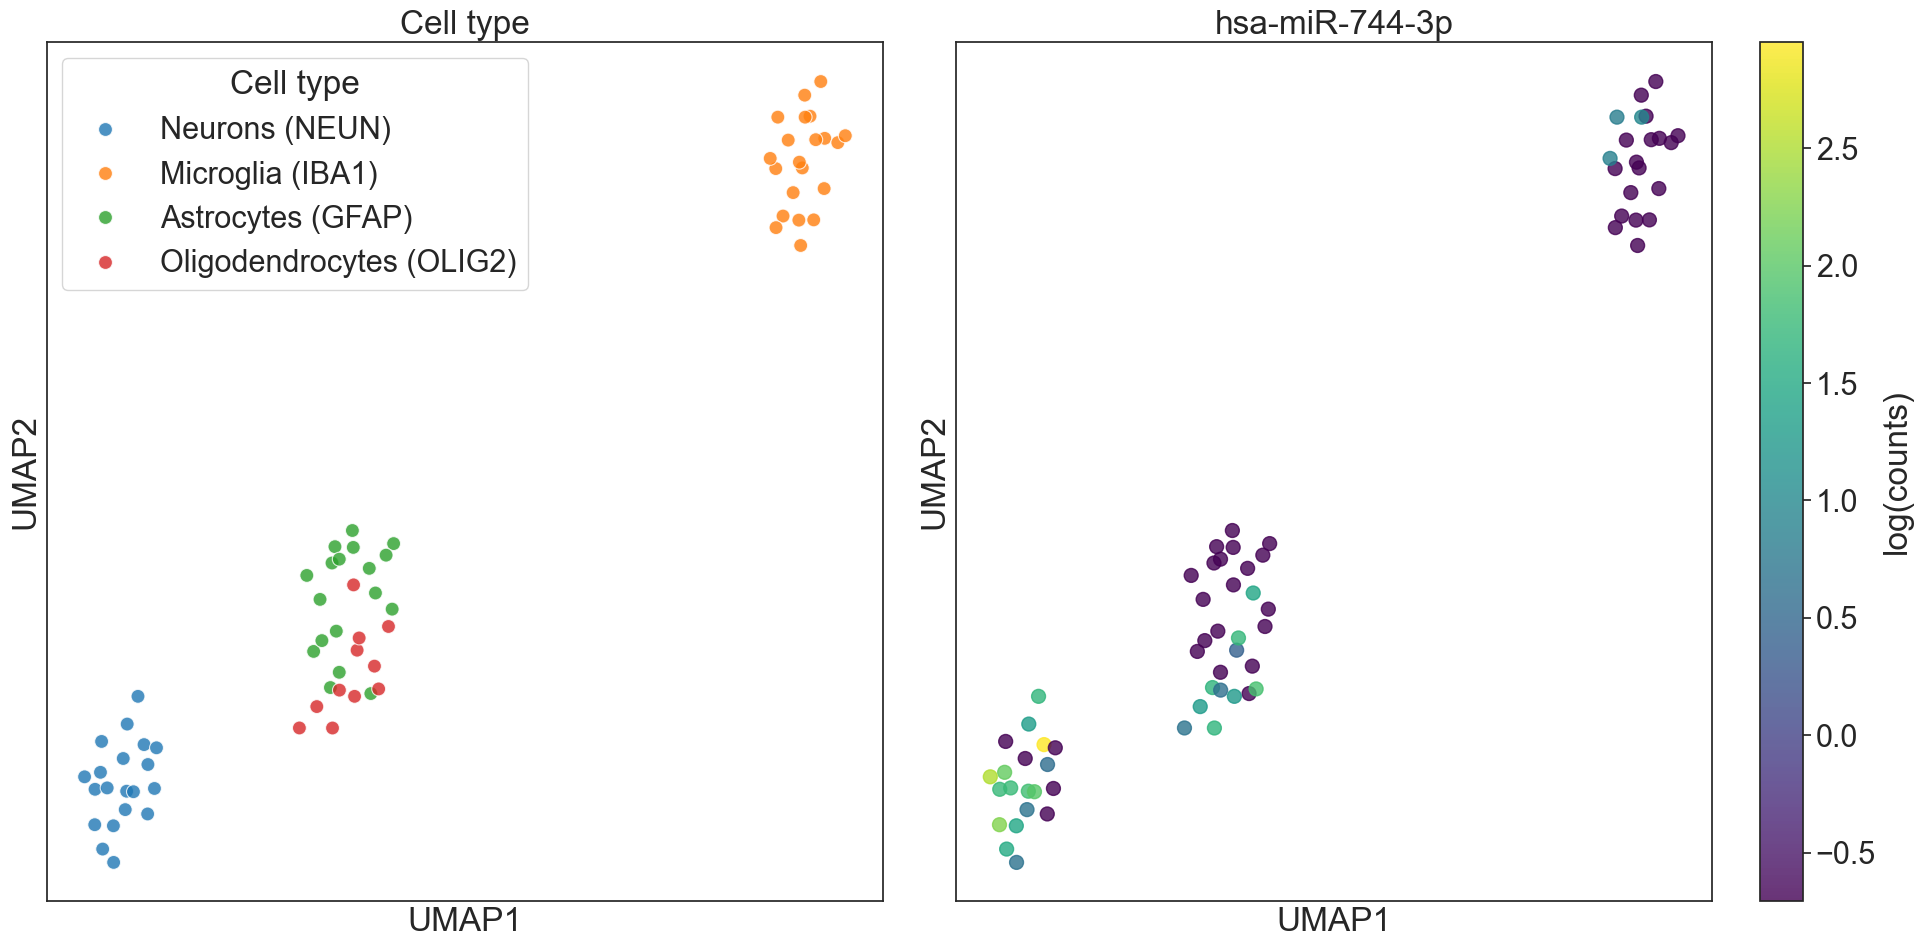 Cell type
Cell type
Neurons (NEUN)
Microglia (IBA1)
Astrocytes (GFAP)
Oligodendrocytes (OLIG2)
UMAP2
UMAP1
hsa-miR-744-3p
UMAP2
UMAP1
2.5
2.0
1.5
1.0
0.5
0.0
−0.5
log(counts)